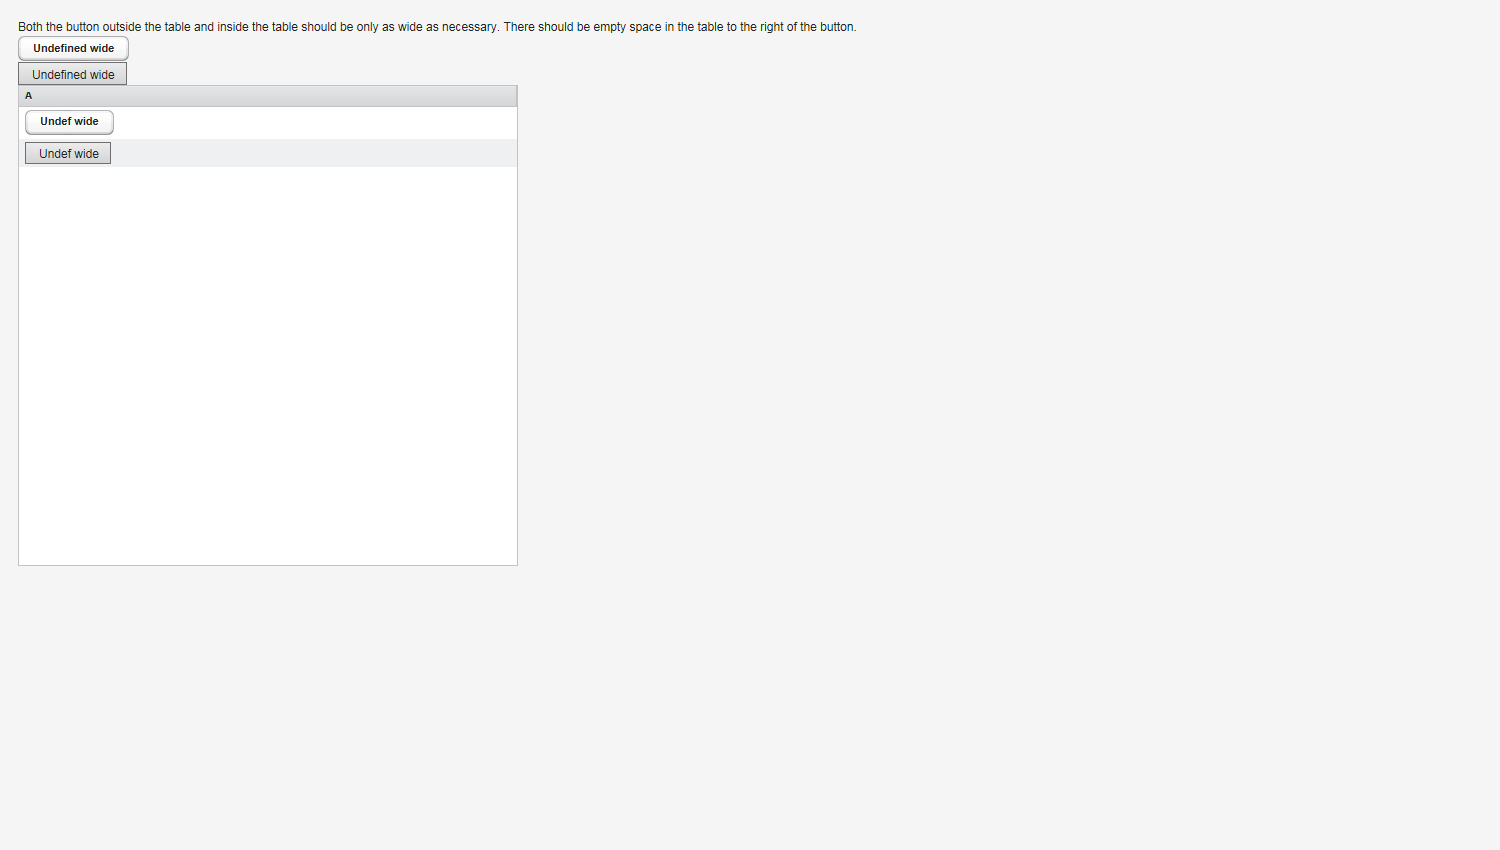 Both the button outside the table and inside the table should be only as wide as necessary. There should be empty space in the table to the right of the button.
Undefined wide
Undefined wide
A
Undef wide
Undef wide